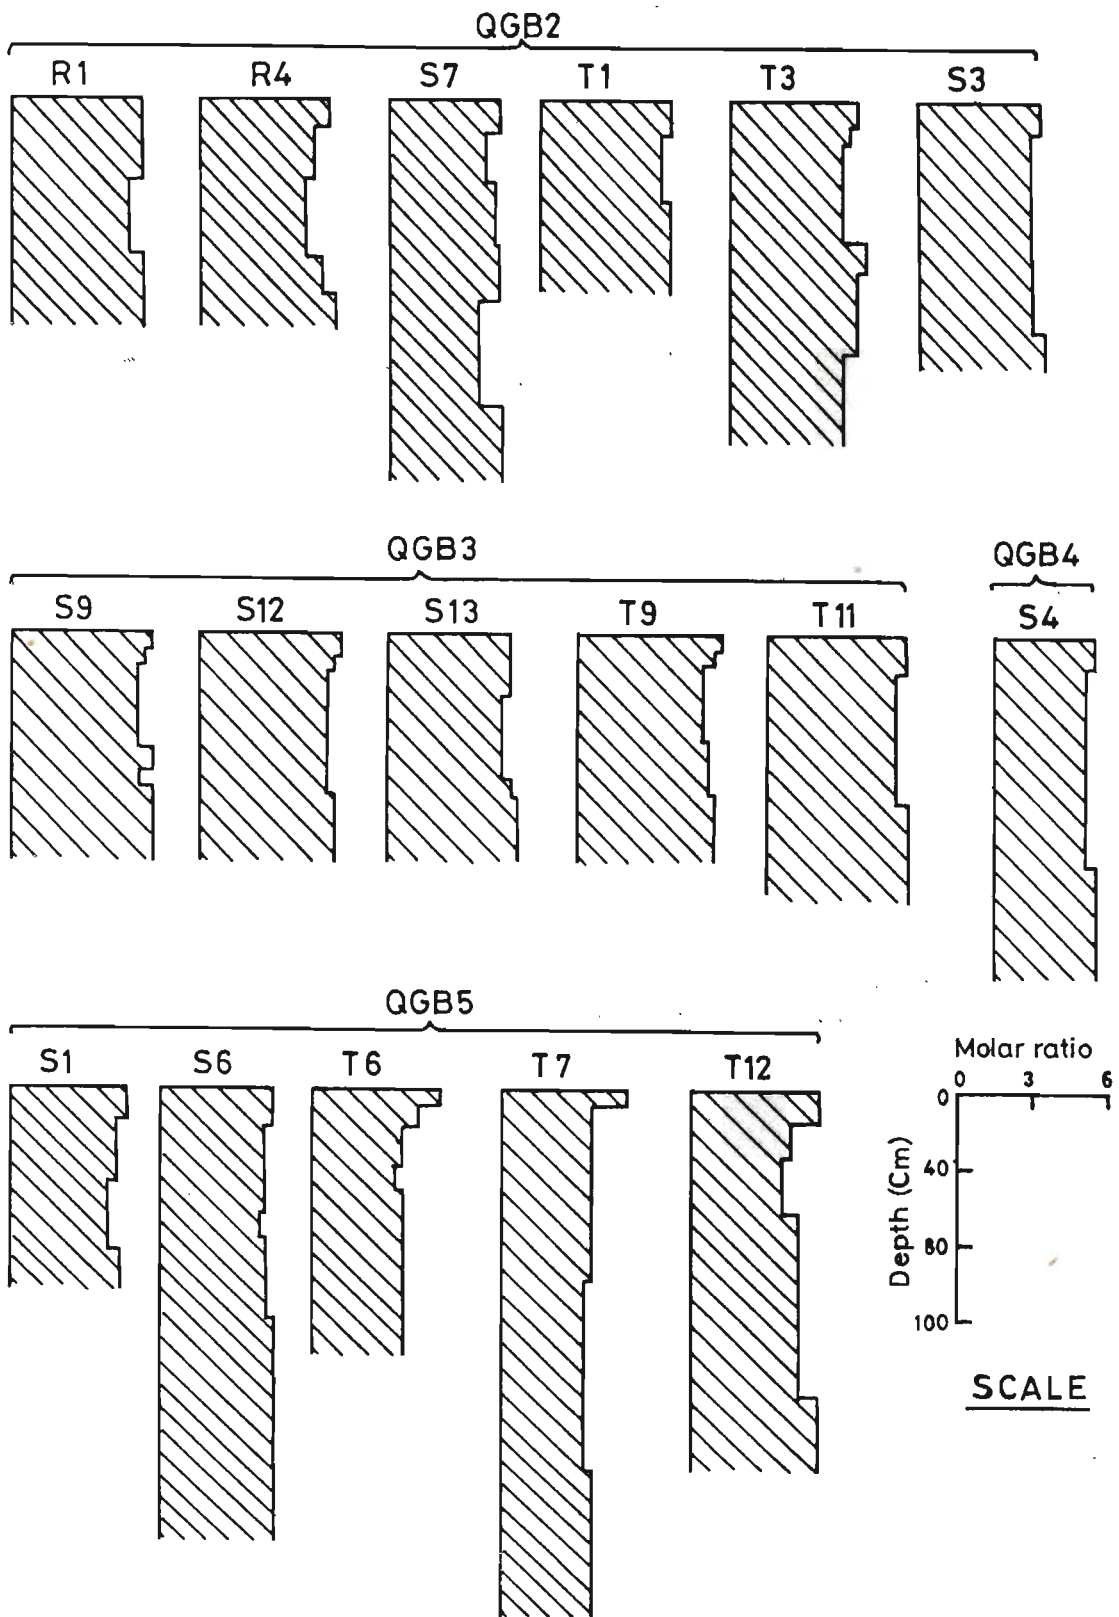 QGB2
R1 R4 S7 T1 T3 S3
QGB3
QGB4
S9 S12 S13 T9 T11 S4
QGB5
S1 S6 T6 T7 T12
Molar ratio
0 3 6
0
40
80
100
Depth (Cm)
SCALE